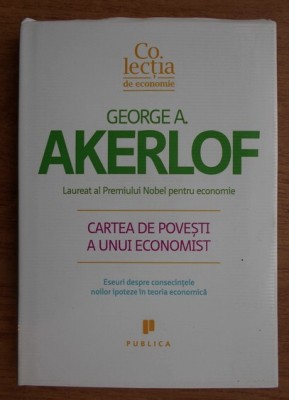 Co.
lecția
de economie
GEORGE A.
AKERLOF
Laureat al Premiului Nobel pentru economie
CARTEA DE POVEȘTI
A UNUI ECONOMIST
Eseuri despre consecințele
noilor ipoteze în teoria economică
PUBLICA